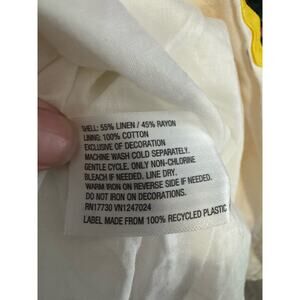 SHELL: 55% LINEN / 45% RAYON
LINING: 100% COTTON
EXCLUSIVE OF DECORATION
MACHINE WASH COLD SEPARATELY.
GENTLE CYCLE. ONLY NON-CHLORINE
BLEACH IF NEEDED. LINE DRY.
WARM IRON ON REVERSE SIDE IF NEEDED.
DO NOT IRON ON DECORATIONS.
RN17730 VN1247024
LABEL MADE FROM 100% RECYCLED PLASTIC